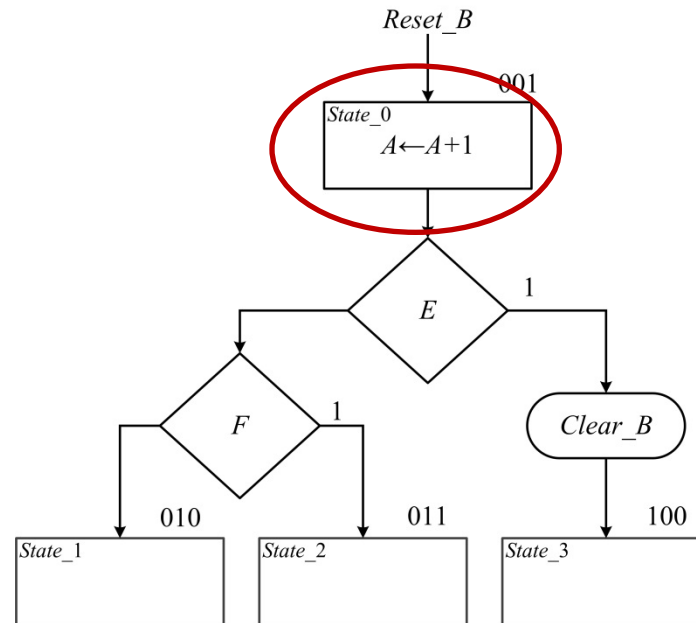 Reset_B
001
State_0
A←A+1
E
1
F
1
Clear_B
010
011
100
State_1
State_2
State_3